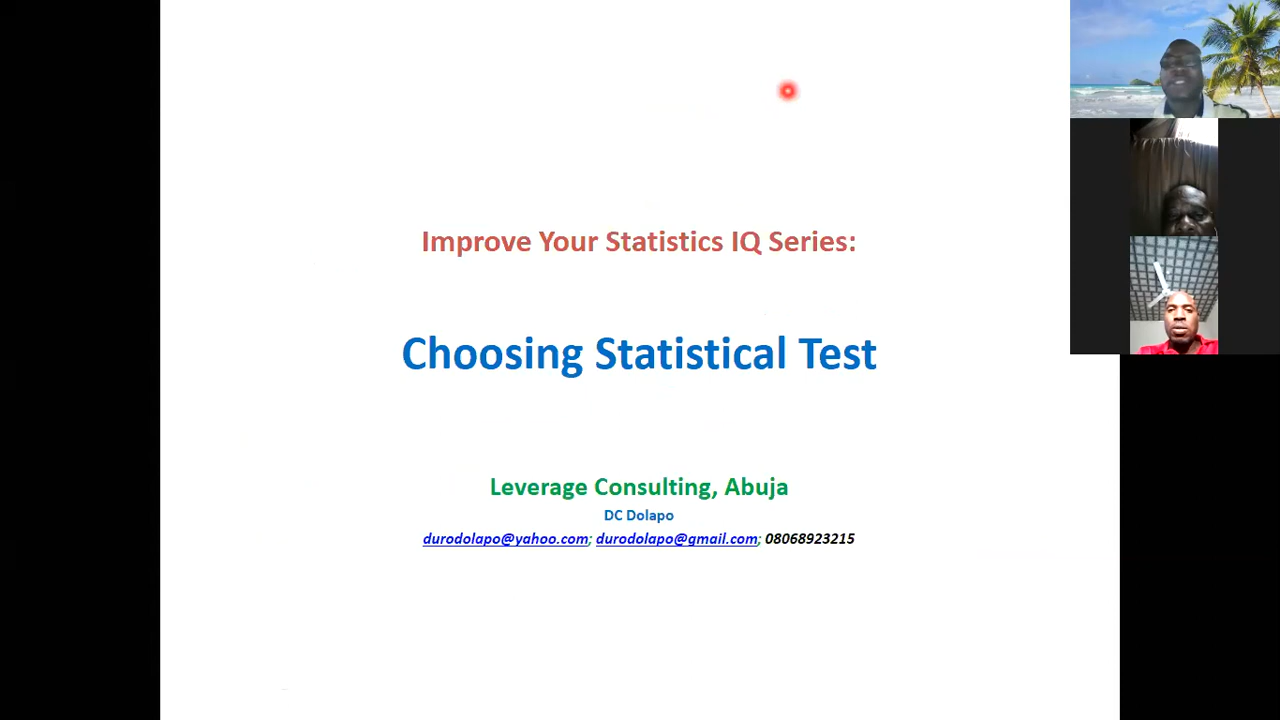 Improve Your Statistics IQ Series:
Choosing Statistical Test
Leverage Consulting, Abuja
DC Dolapo
durodolapo@yahoo.com; durodolapo@gmail.com; 08068923215